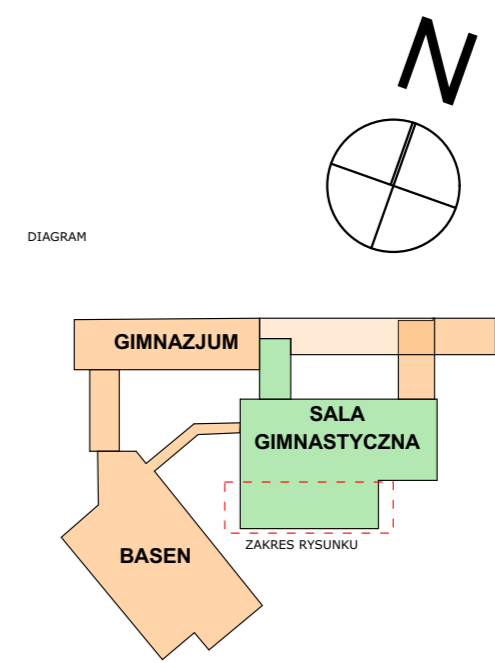 N
DIAGRAM
GIMNAZJUM
SALA
GIMNASTYCZNA
ZAKRES RYSUNKU
BASEN